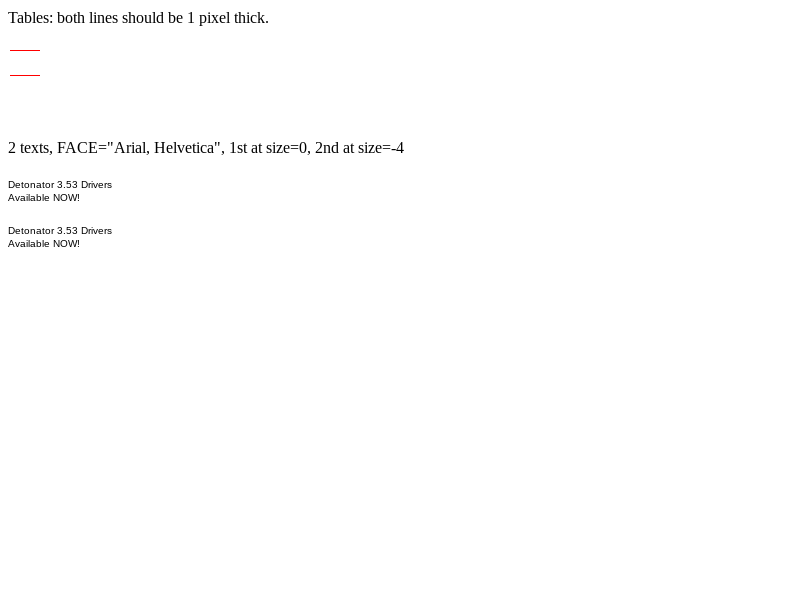 Tables: both lines should be 1 pixel thick.
2 texts, FACE="Arial, Helvetica", 1st at size=0, 2nd at size=-4
Detonator 3.53 Drivers
Available NOW!
Detonator 3.53 Drivers
Available NOW!